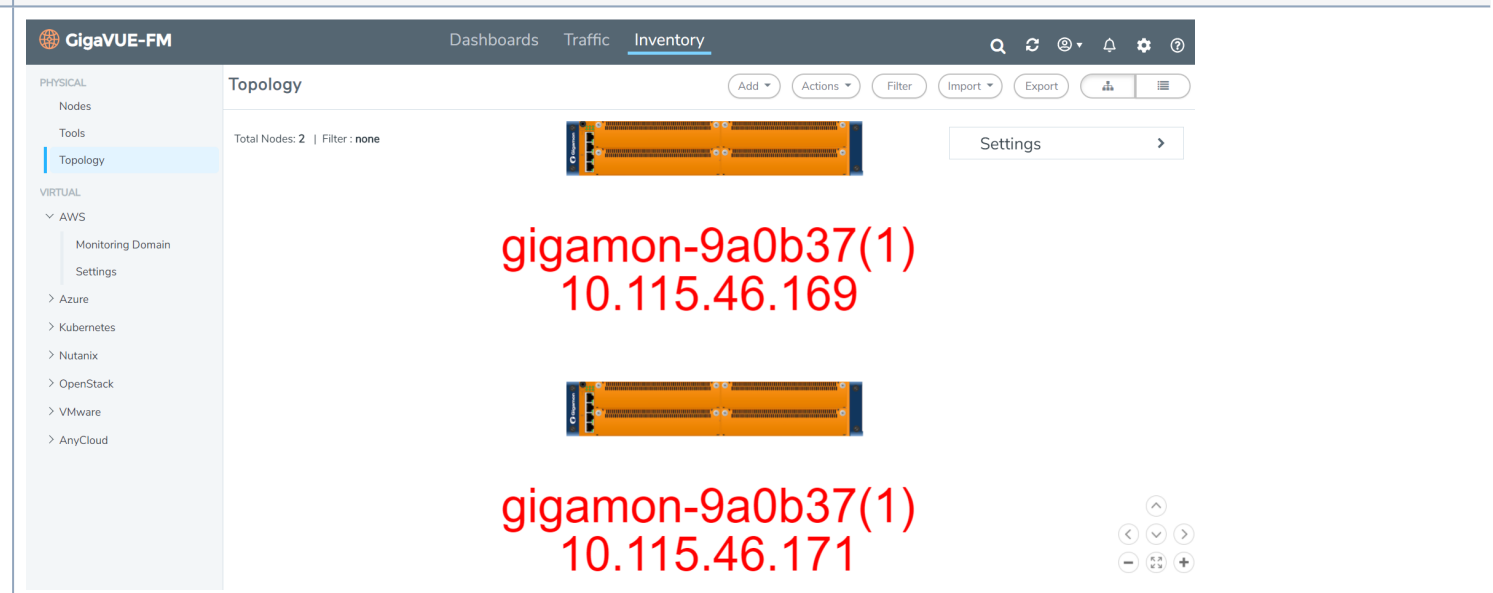 GigaVUE-FM
Dashboards Traffic Inventory
PHYSICAL
Nodes
Tools
Topology
VIRTUAL
AWS
Monitoring Domain
Settings
Azure
Kubernetes
Nutanix
OpenStack
VMware
AnyCloud
Topology
Add Actions Filter Import Export
Total Nodes: 2 | Filter : none
Settings
Gigamon
gigamon-9a0b37(1)
10.115.46.169
Gigamon
gigamon-9a0b37(1)
10.115.46.171